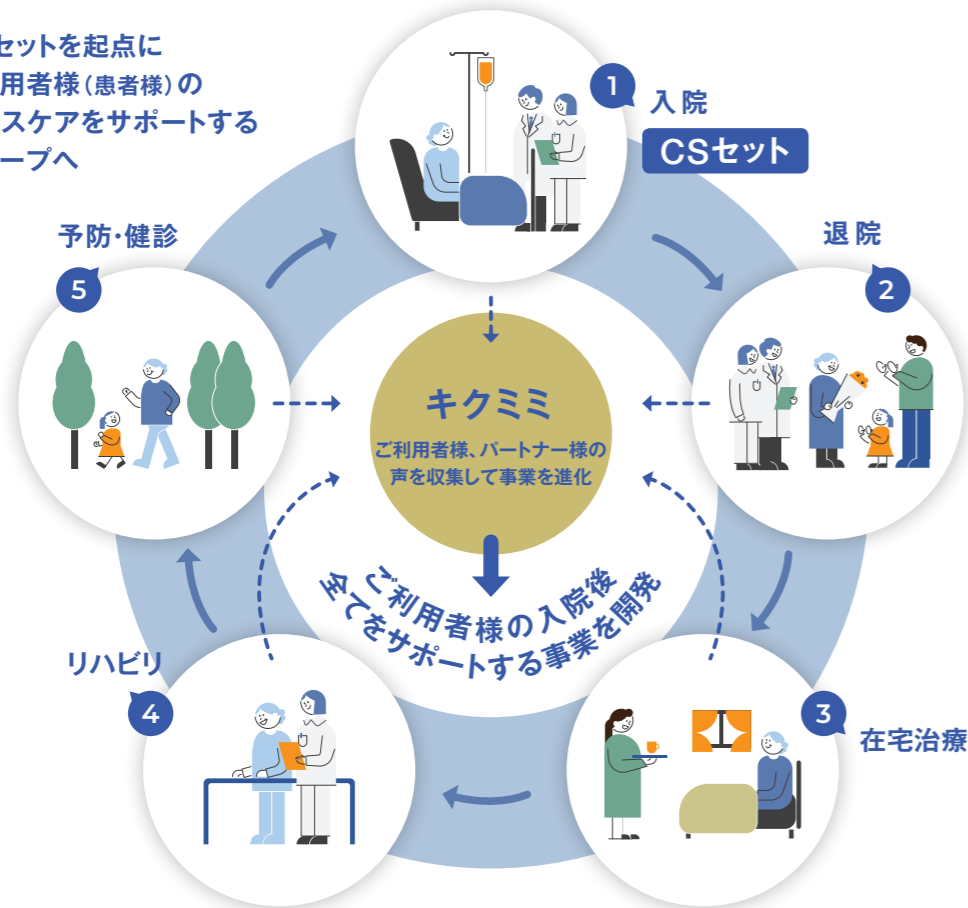 セットを起点に
用者様(患者様)の
スケアをサポートする
ープへ
1
入院
CSセット
退院
2
予防・健診
5
キクミミ
ご利用者様、パートナー様の
声を収集して事業を進化
ご利用者様の入院後
全てをサポートする事業を開発
リハビリ
4
3
在宅治療